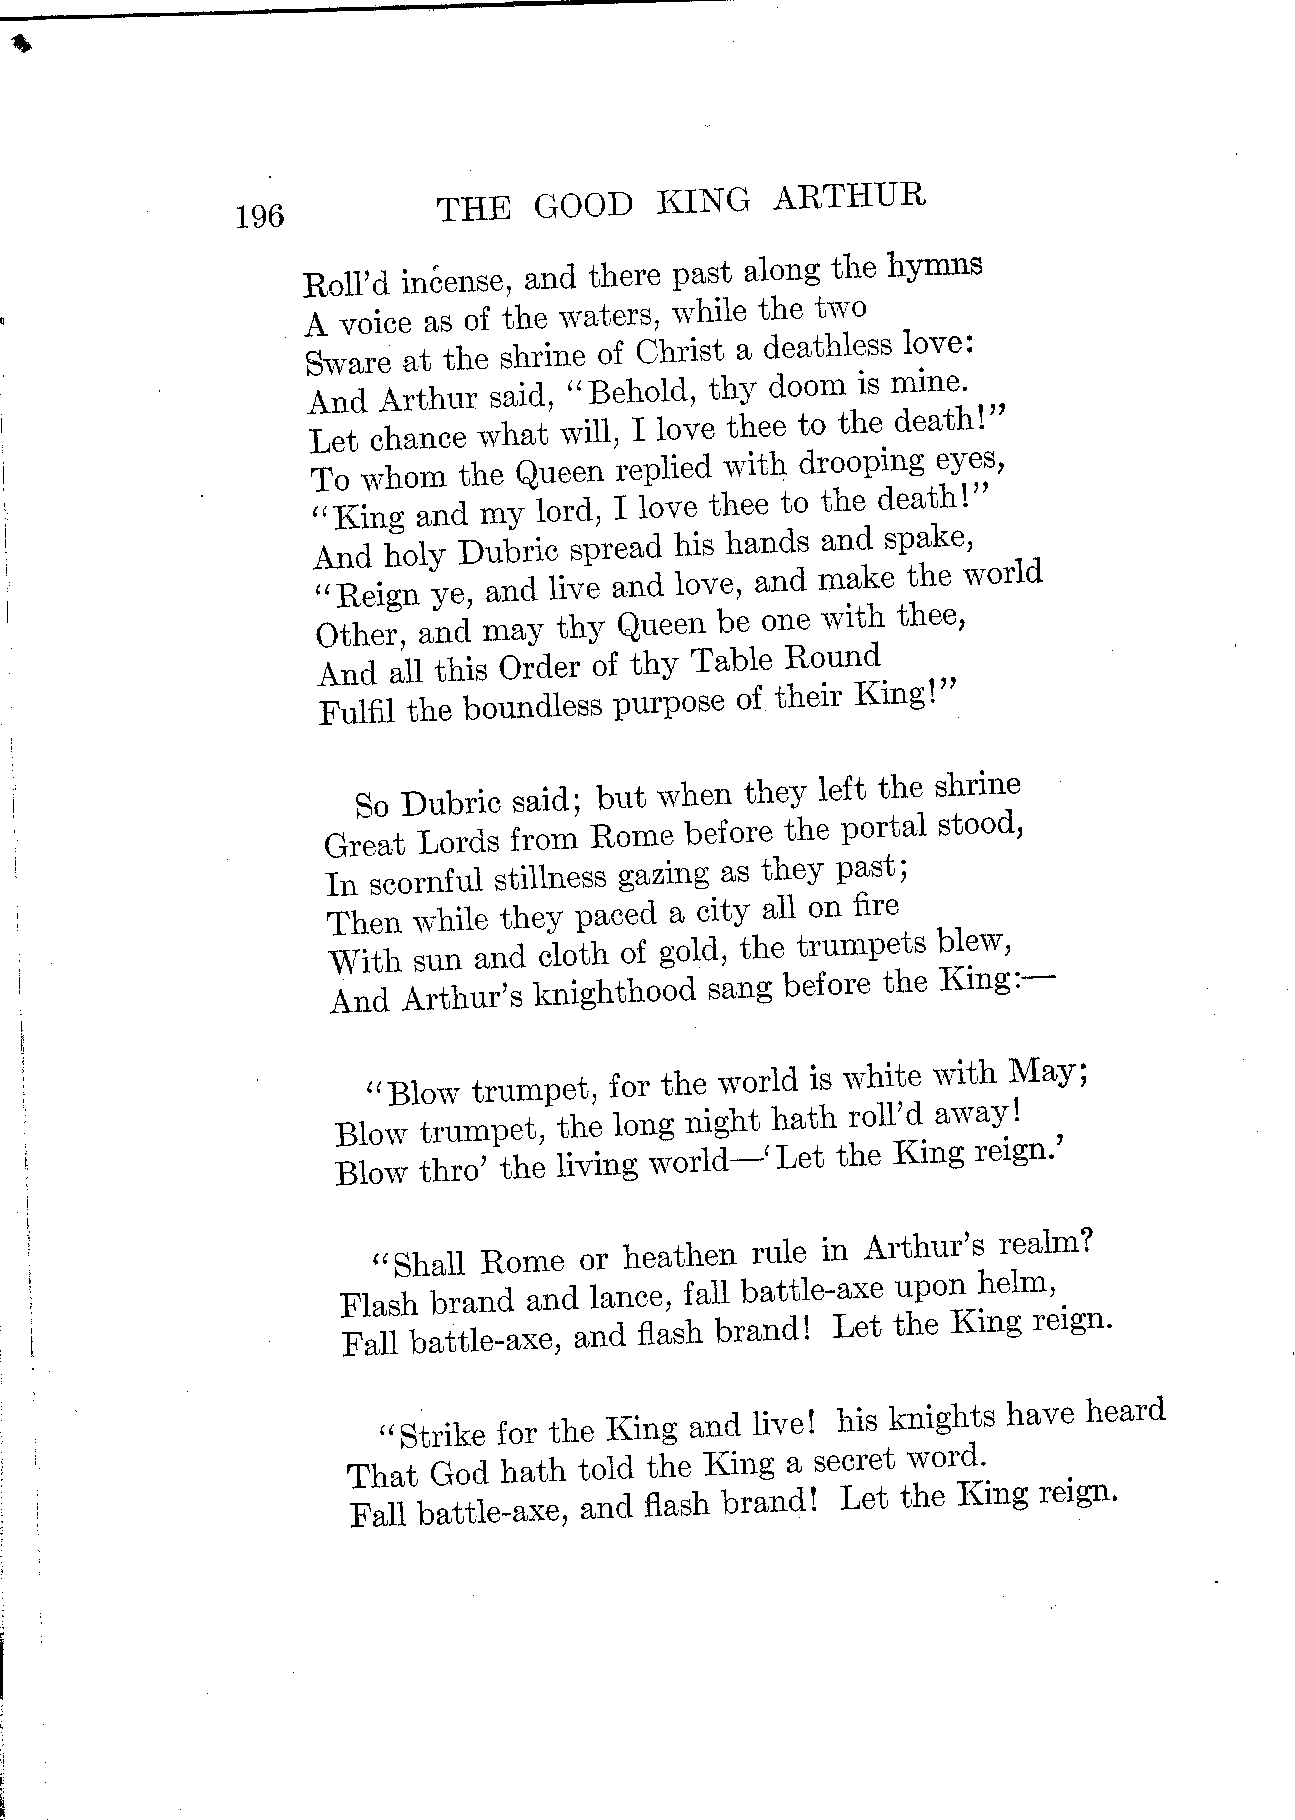 196 THE GOOD KING ARTHUR
Roll'd incense, and there past along the hymns
A voice as of the waters, while the two
Sware at the shrine of Christ a deathless love:
And Arthur said, "Behold, thy doom is mine.
Let chance what will, I love thee to the death!"
To whom the Queen replied with drooping eyes,
"King and my lord, I love thee to the death!"
And holy Dubric spread his hands and spake,
"Reign ye, and live and love, and make the world
Other, and may thy Queen be one with thee,
And all this Order of thy Table Round
Fulfil the boundless purpose of their King!"
So Dubric said; but when they left the shrine
Great Lords from Rome before the portal stood,
In scornful stillness gazing as they past;
Then while they paced a city all on fire
With sun and cloth of gold, the trumpets blew,
And Arthur's knighthood sang before the King:—
"Blow trumpet, for the world is white with May;
Blow trumpet, the long night hath roll'd away!
Blow thro' the living world—'Let the King reign.'
"Shall Rome or heathen rule in Arthur's realm?
Flash brand and lance, fall battle-axe upon helm,
Fall battle-axe, and flash brand! Let the King reign.
"Strike for the King and live! his knights have heard
That God hath told the King a secret word.
Fall battle-axe, and flash brand! Let the King reign.